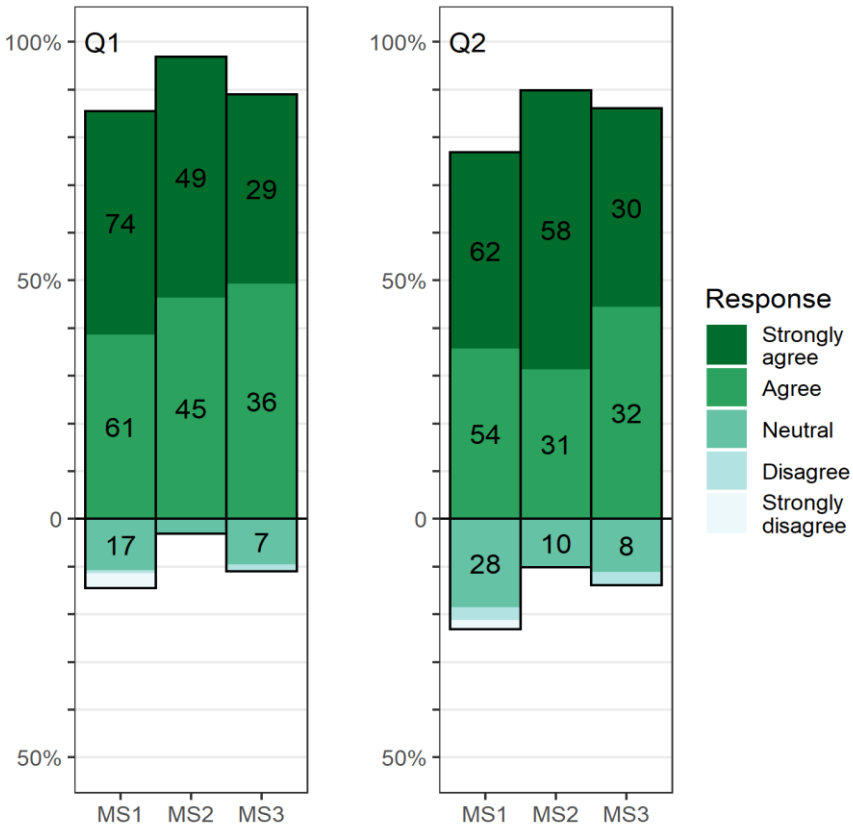 Q1
100%
50%
0
50%
74
49
29
61
45
36
17
7
MS1 MS2 MS3
Q2
100%
50%
0
50%
62
58
30
54
31
32
28
10
8
MS1 MS2 MS3
Response
Strongly
agree
Agree
Neutral
Disagree
Strongly
disagree